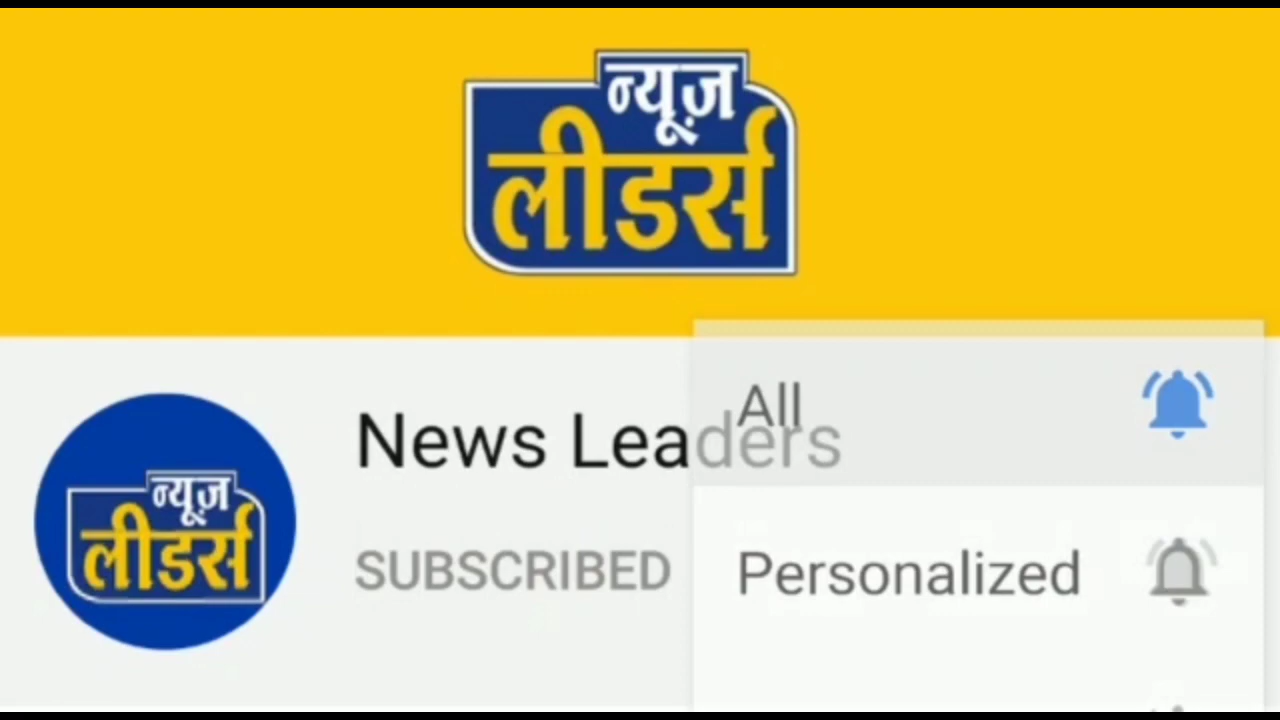 न्यूज़
लीडर्स
All
News Leaders
न्यूज़
लीडर्स
SUBSCRIBED
Personalized